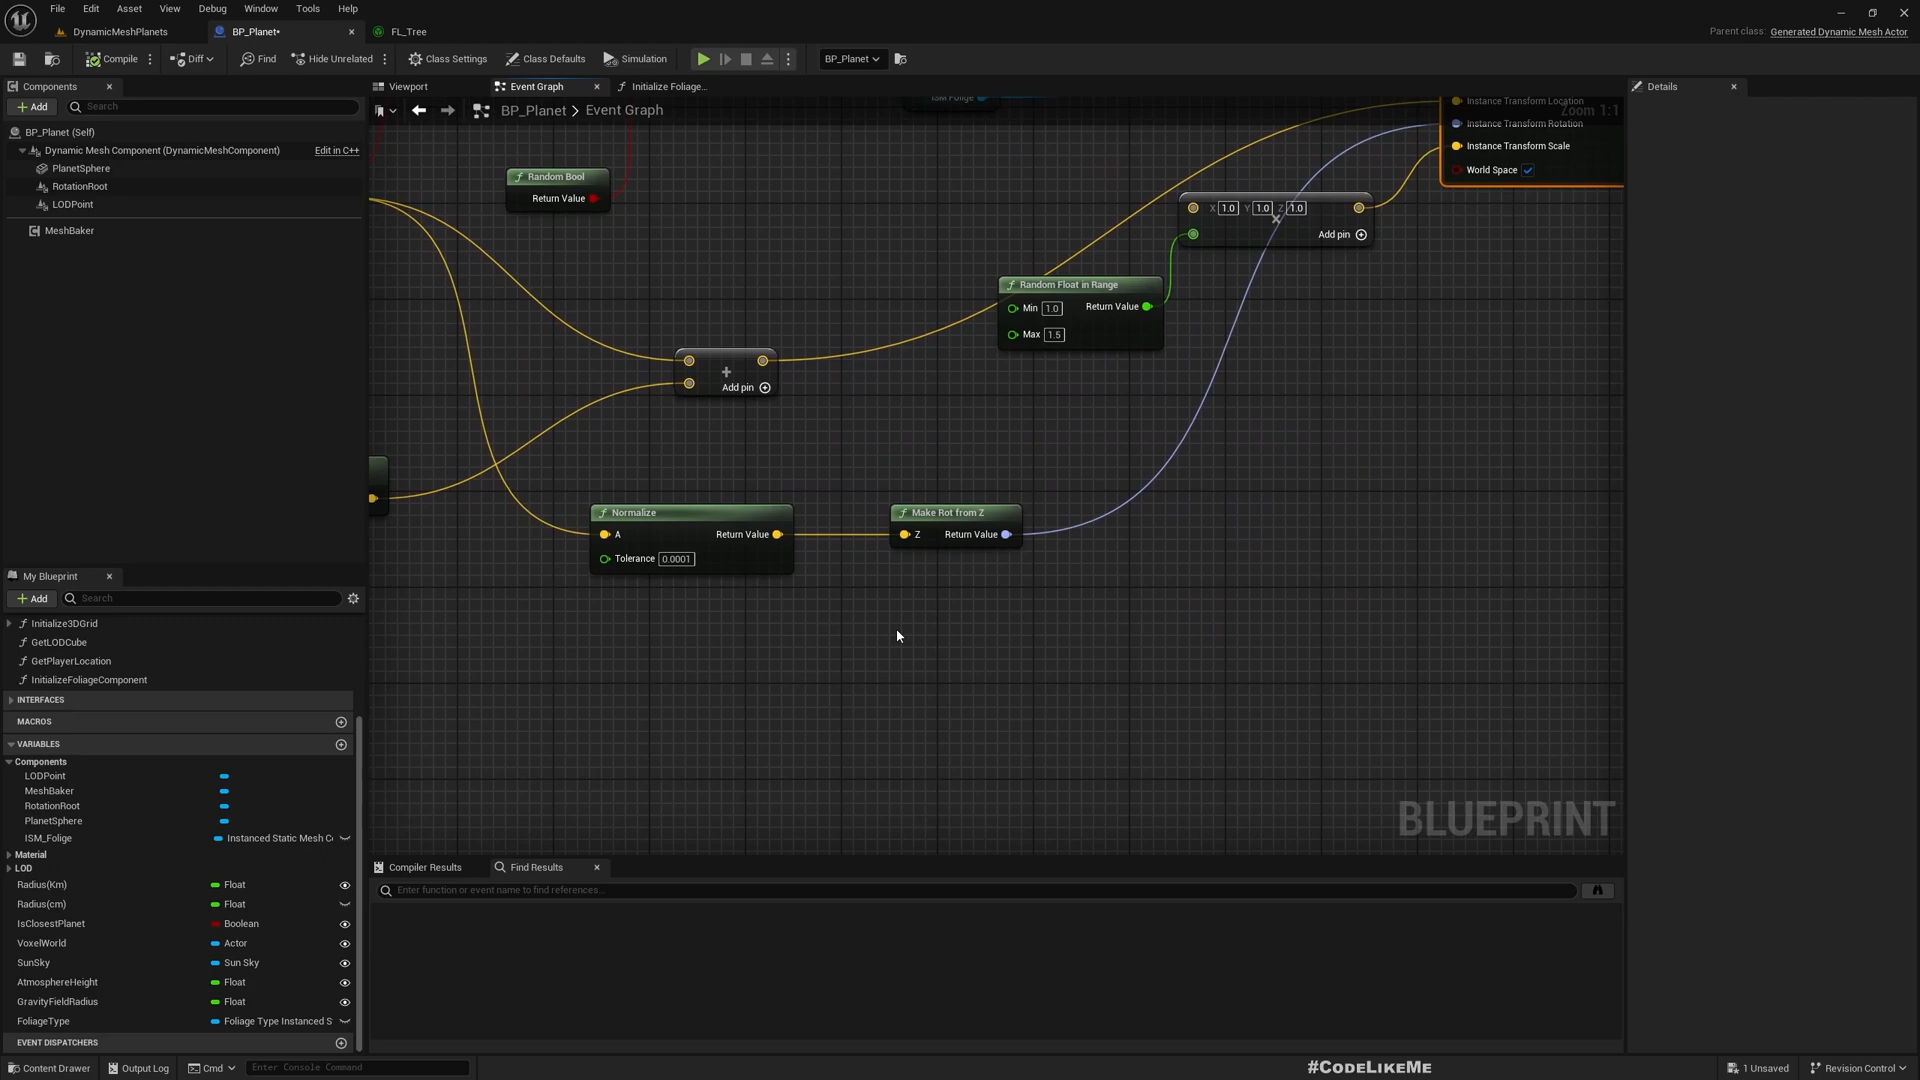 File Edit Asset View Debug Window Tools Help
DynamicMeshPlanets BP_Planet• FL_Tree
Parent class: Generated Dynamic Mesh Actor
Compile Diff Find Hide Unrelated Class Settings Class Defaults Simulation BP_Planet
Components Viewport Event Graph Initialize Foliage... Details
Add Search
BP_Planet > Event Graph
Zoom 1:1
BP_Planet (Self)
Dynamic Mesh Component (DynamicMeshComponent) Edit in C++
PlanetSphere
RotationRoot
LODPoint
MeshBaker
ISM Folige
Instance Transform Location
Instance Transform Rotation
Instance Transform Scale
World Space
Random Bool
Return Value
X 1.0 Y 1.0 Z 1.0
Add pin
Random Float in Range
Min 1.0 Return Value
Max 1.5
Add pin
Normalize
A Return Value
Tolerance 0.0001
Make Rot from Z
Z Return Value
BLUEPRINT
My Blueprint
Add Search
Initialize3DGrid
GetLODCube
GetPlayerLocation
InitializeFoliageComponent
INTERFACES
MACROS
VARIABLES
Components
LODPoint
MeshBaker
RotationRoot
PlanetSphere
ISM_Folige Instanced Static Mesh C
Material
LOD
Radius(Km) Float
Radius(cm) Float
IsClosestPlanet Boolean
VoxelWorld Actor
SunSky Sun Sky
AtmosphereHeight Float
GravityFieldRadius Float
FoliageType Foliage Type Instanced S
EVENT DISPATCHERS
Compiler Results Find Results
Enter function or event name to find references...
Content Drawer Output Log Cmd Enter Console Command
#CODELIKEME
1 Unsaved Revision Control